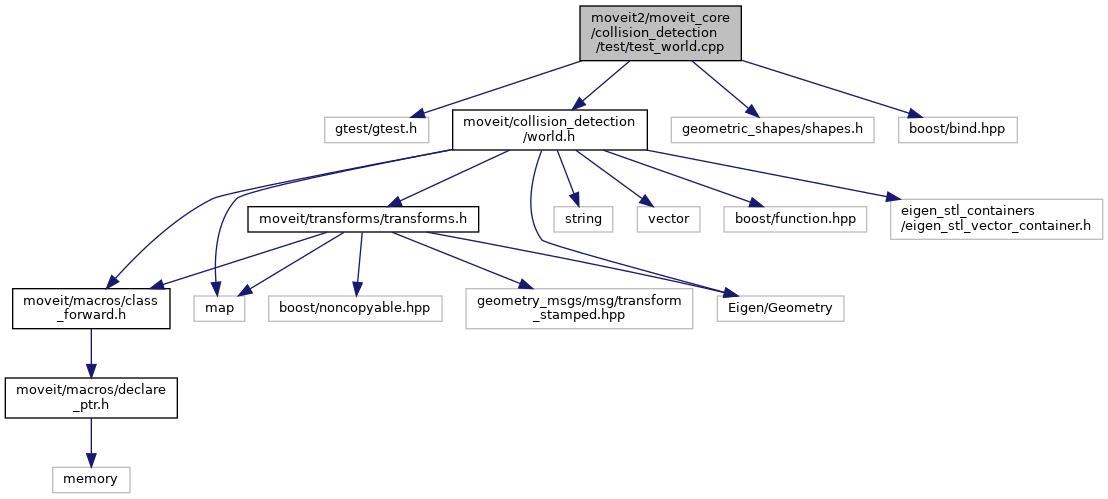 moveit2/moveit_core
/collision_detection
/test/test_world.cpp
gtest/gtest.h
moveit/collision_detection
/world.h
geometric_shapes/shapes.h
boost/bind.hpp
moveit/transforms/transforms.h
string
vector
boost/function.hpp
eigen_stl_containers
/eigen_stl_vector_container.h
moveit/macros/class
_forward.h
map
boost/noncopyable.hpp
geometry_msgs/msg/transform
_stamped.hpp
Eigen/Geometry
moveit/macros/declare
_ptr.h
memory